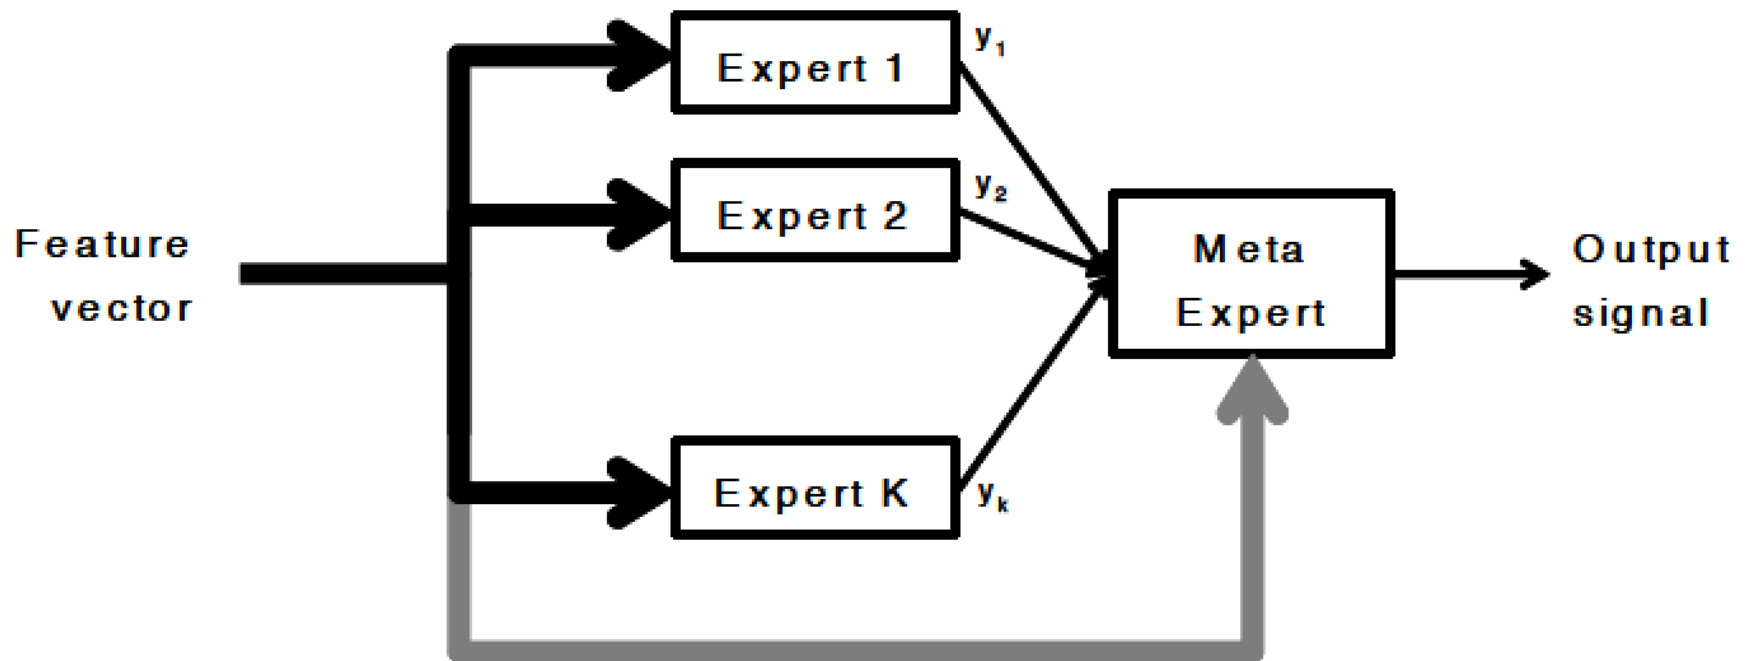 Feature
vector
Expert 1
y1
Expert 2
y2
Expert K
yk
Meta
Expert
Output
signal